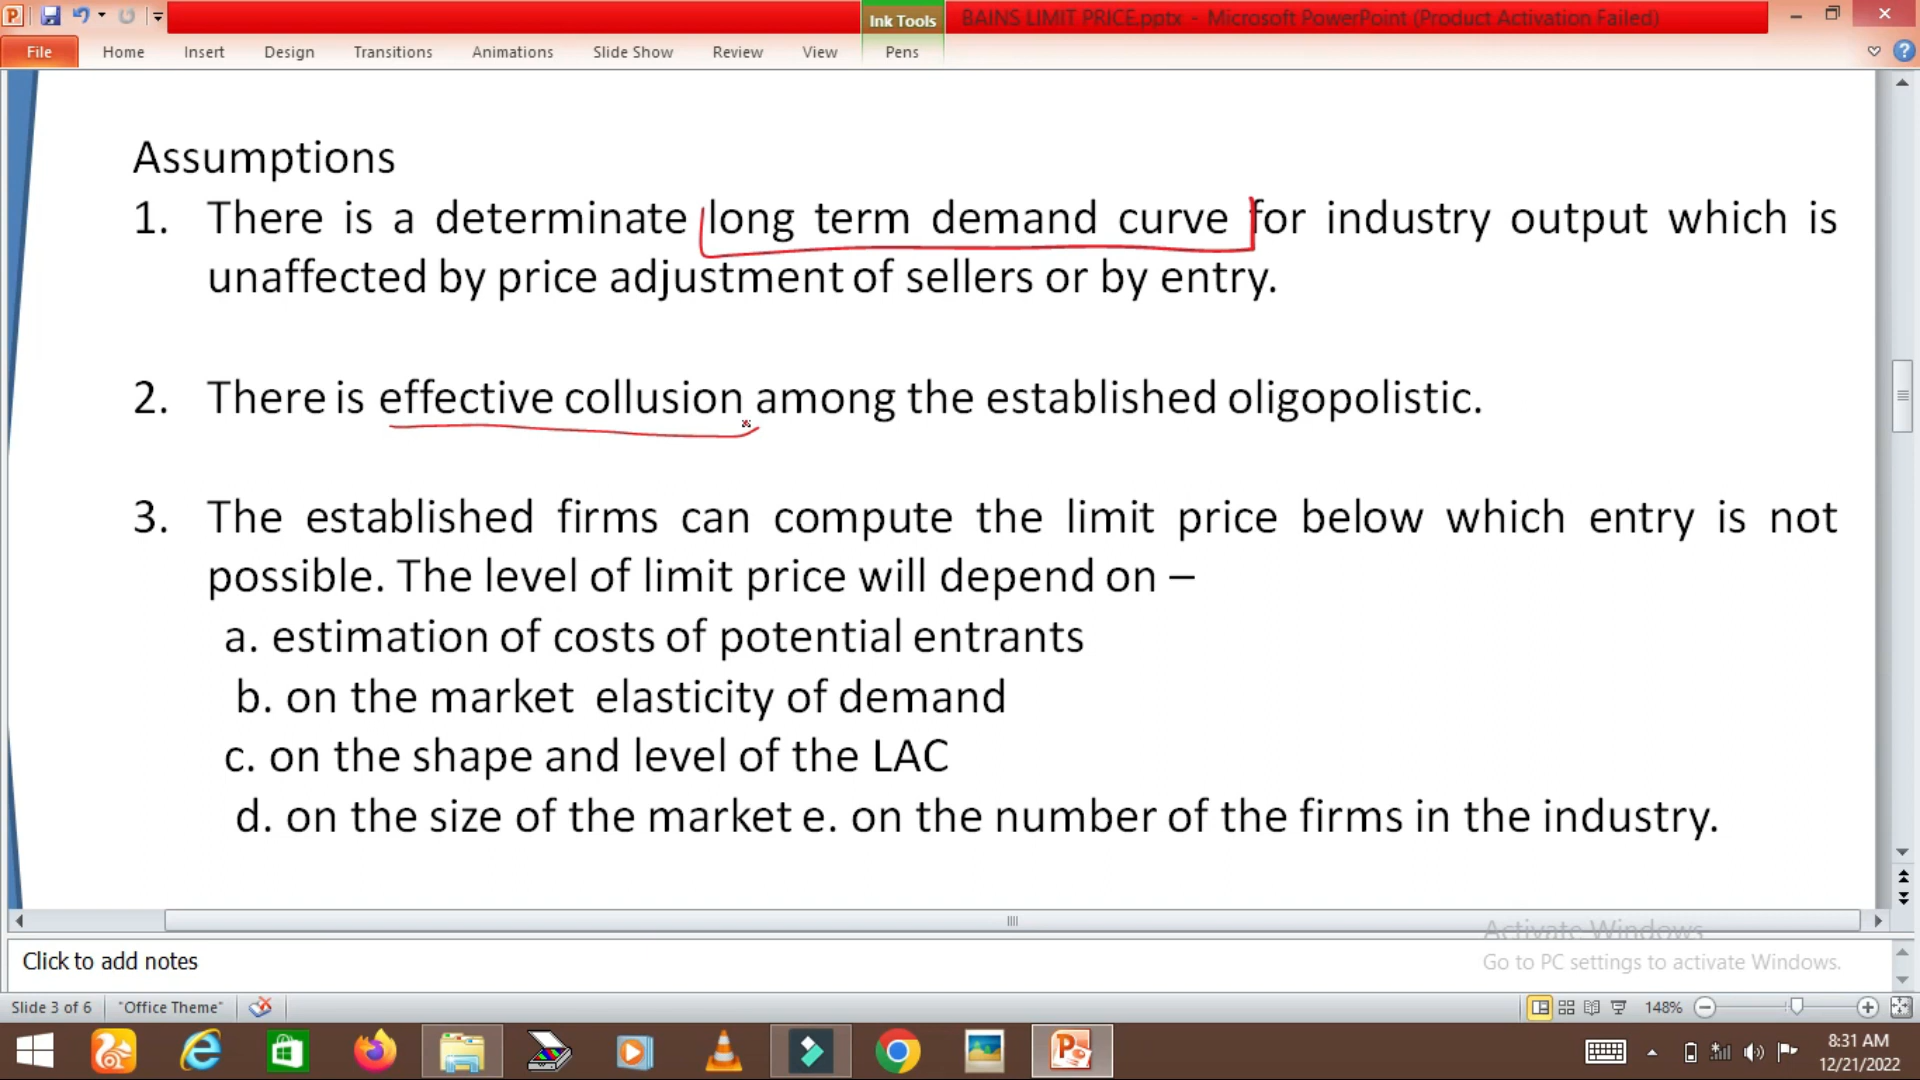 Ink Tools
BAINS LIMIT PRICE.pptx - Microsoft PowerPoint (Product Activation Failed)
File Home Insert Design Transitions Animations Slide Show Review View Pens
Assumptions
1. There is a determinate long term demand curve for industry output which is
unaffected by price adjustment of sellers or by entry.
2. There is effective collusion among the established oligopolistic.
3. The established firms can compute the limit price below which entry is not
possible. The level of limit price will depend on –
a. estimation of costs of potential entrants
b. on the market elasticity of demand
c. on the shape and level of the LAC
d. on the size of the market e. on the number of the firms in the industry.
Activate Windows
Go to PC settings to activate Windows.
Click to add notes
Slide 3 of 6 "Office Theme" 148%
8:31 AM
12/21/2022